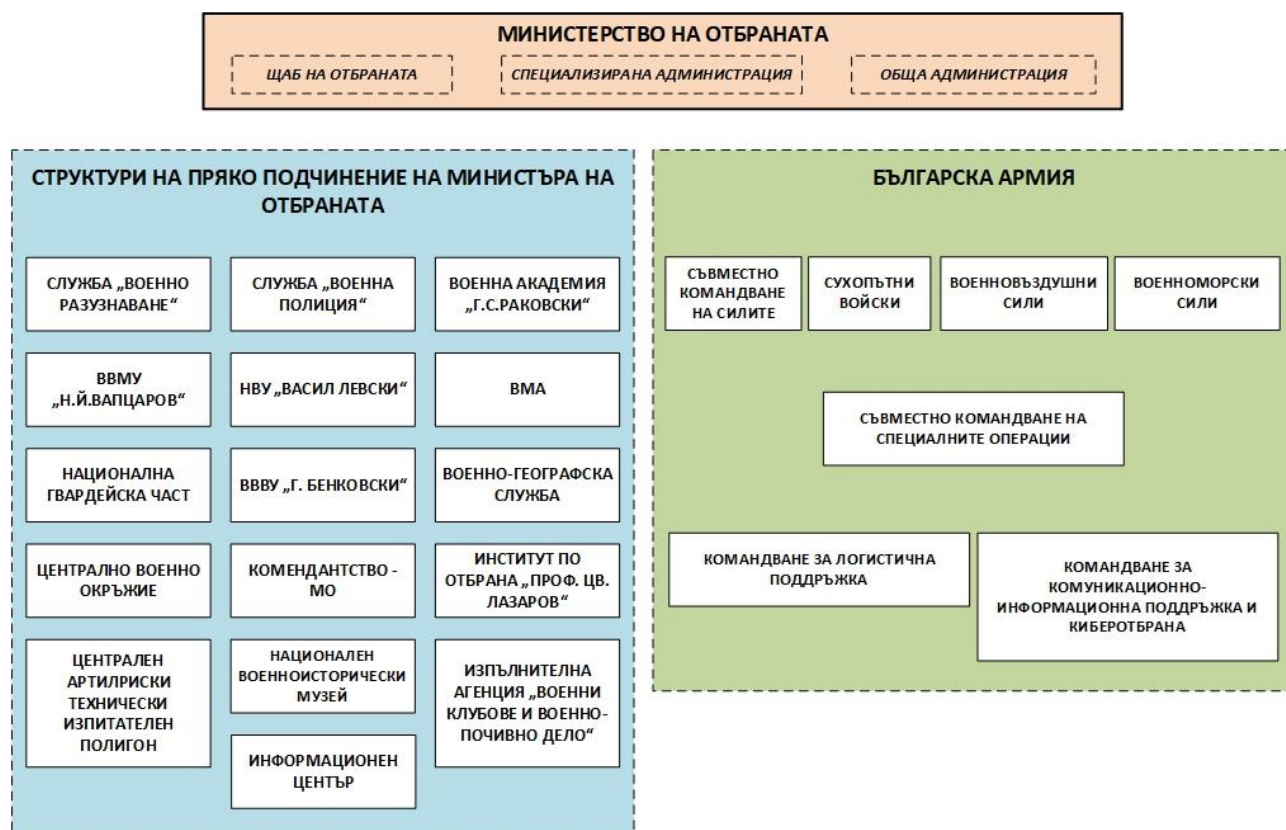 МИНИСТЕРСТВО НА ОТБРАНАТА
ЩАБ НА ОТБРАНАТА
СПЕЦИАЛИЗИРАНА АДМИНИСТРАЦИЯ
ОБЩА АДМИНИСТРАЦИЯ
СТРУКТУРИ НА ПРЯКО ПОДЧИНЕНИЕ НА МИНИСТЪРА НА
ОТБРАНАТА
СЛУЖБА „ВОЕННО
РАЗУЗНАВАНЕ“
СЛУЖБА „ВОЕННА
ПОЛИЦИЯ“
ВОЕННА АКАДЕМИЯ
„Г.С.РАКОВСКИ“
ВВМУ
„Н.Й.ВАПЦАРОВ“
НВУ „ВАСИЛ ЛЕВСКИ“
ВМА
НАЦИОНАЛНА
ГВАРДЕЙСКА ЧАСТ
ВВВУ „Г. БЕНКОВСКИ“
ВОЕННО-ГЕОГРАФСКА
СЛУЖБА
ЦЕНТРАЛНО ВОЕННО
ОКРЪЖИЕ
КОМЕНДАНТСТВО -
МО
ИНСТИТУТ ПО
ОТБРАНА „ПРОФ. ЦВ.
ЛАЗАРОВ“
ЦЕНТРАЛЕН
АРТИЛРИСКИ
ТЕХНИЧЕСКИ
ИЗПИТАТЕЛЕН
ПОЛИГОН
НАЦИОНАЛЕН
ВОЕННОИСТОРИЧЕСКИ
МУЗЕЙ
ИЗПЪЛНИТЕЛНА
АГЕНЦИЯ „ВОЕННИ
КЛУБОВЕ И ВОЕННО-
ПОЧИВНО ДЕЛО“
ИНФОРМАЦИОНЕН
ЦЕНТЪР
БЪЛГАРСКА АРМИЯ
СЪВМЕСТНО
КОМАНДВАНЕ
НА СИЛИТЕ
СУХОПЪТНИ
ВОЙСКИ
ВОЕННОВЪЗДУШНИ
СИЛИ
ВОЕННОМОРСКИ
СИЛИ
СЪВМЕСТНО КОМАНДВАНЕ НА
СПЕЦИАЛНИТЕ ОПЕРАЦИИ
КОМАНДВАНЕ ЗА ЛОГИСТИЧНА
ПОДДРЪЖКА
КОМАНДВАНЕ ЗА
КОМУНИКАЦИОННО-
ИНФОРМАЦИОННА ПОДДРЪЖКА И
КИБЕРОТБРАНА